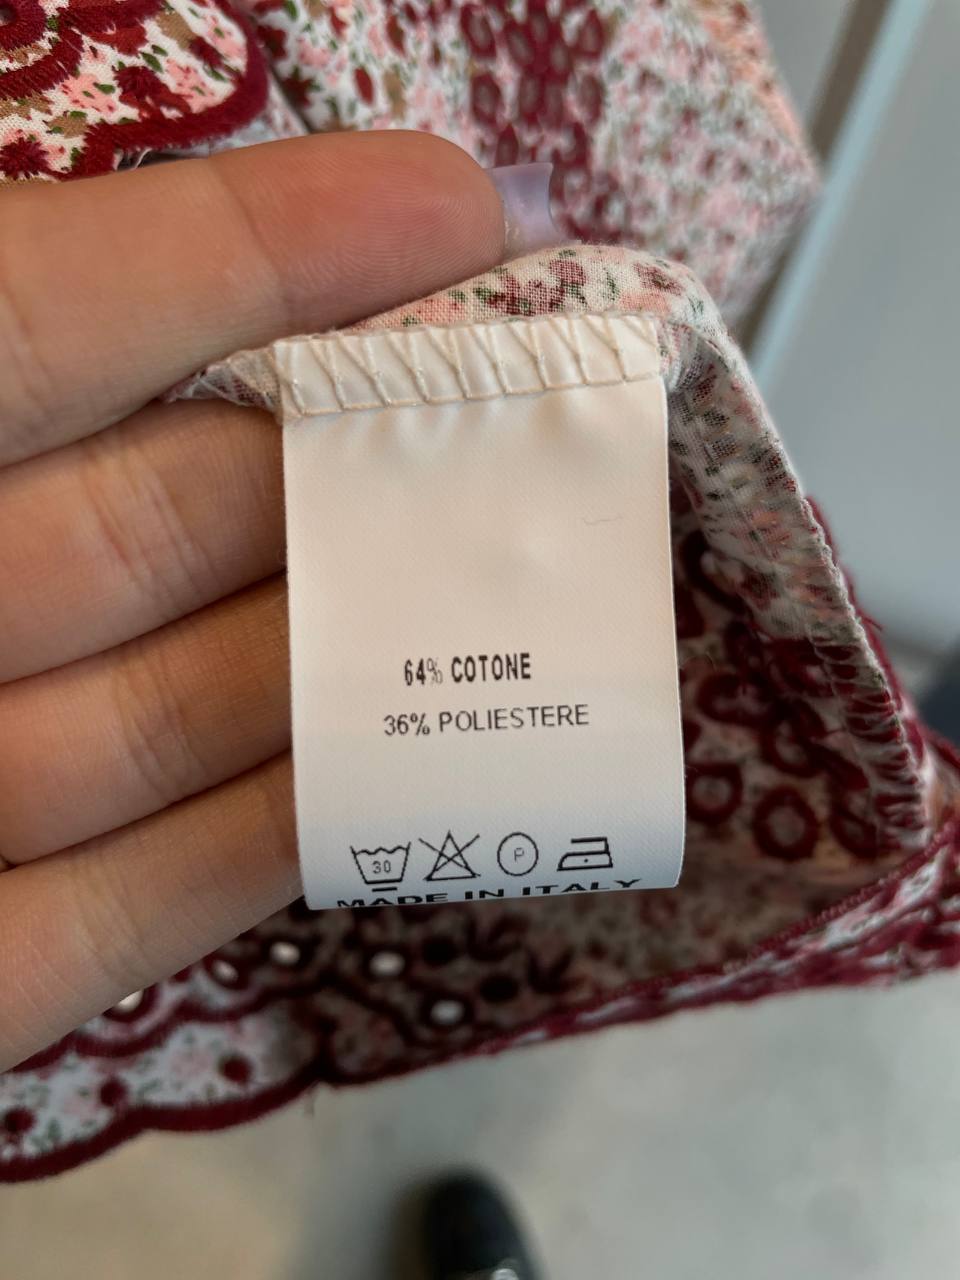 64% COTONE
36% POLIESTERE
30 P
MADE IN ITALY